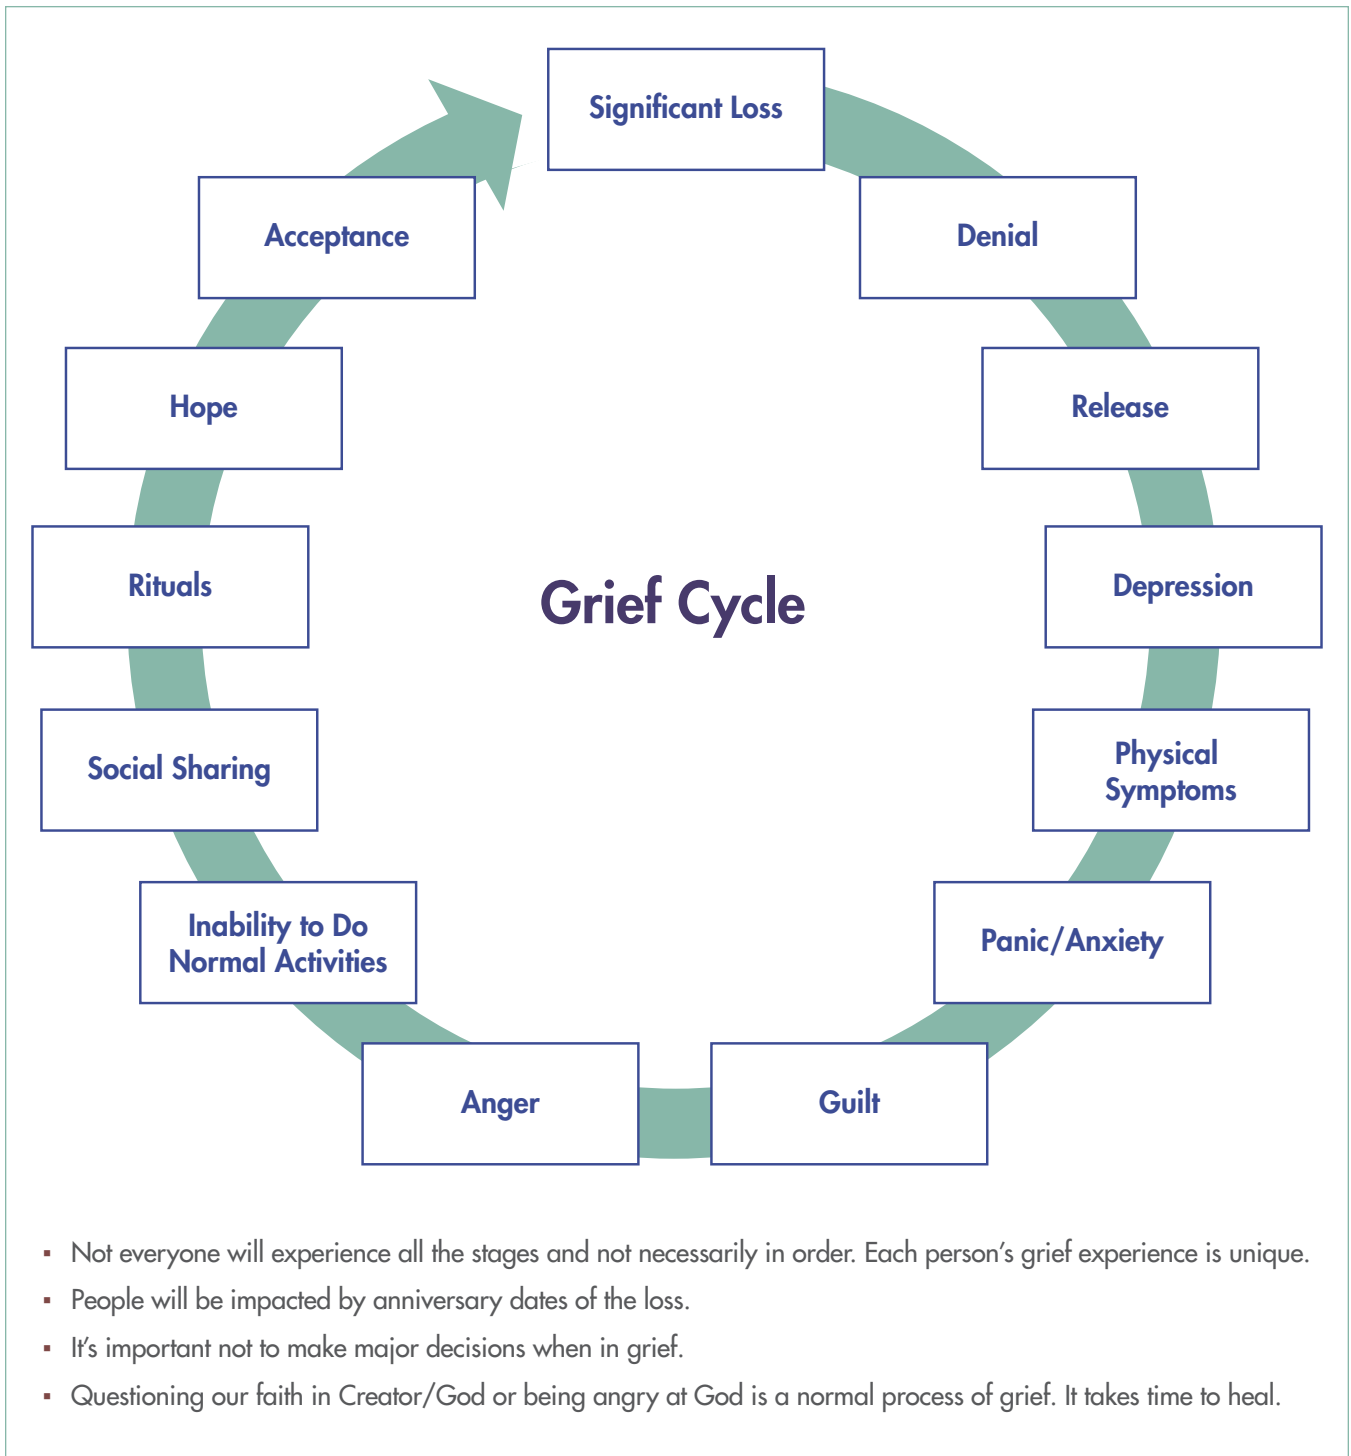 Significant Loss
Denial
Release
Depression
Physical
Symptoms
Panic/Anxiety
Guilt
Anger
Inability to Do
Normal Activities
Social Sharing
Rituals
Hope
Acceptance
Grief Cycle
▪ Not everyone will experience all the stages and not necessarily in order. Each person’s grief experience is unique.
▪ People will be impacted by anniversary dates of the loss.
▪ It’s important not to make major decisions when in grief.
▪ Questioning our faith in Creator/God or being angry at God is a normal process of grief. It takes time to heal.